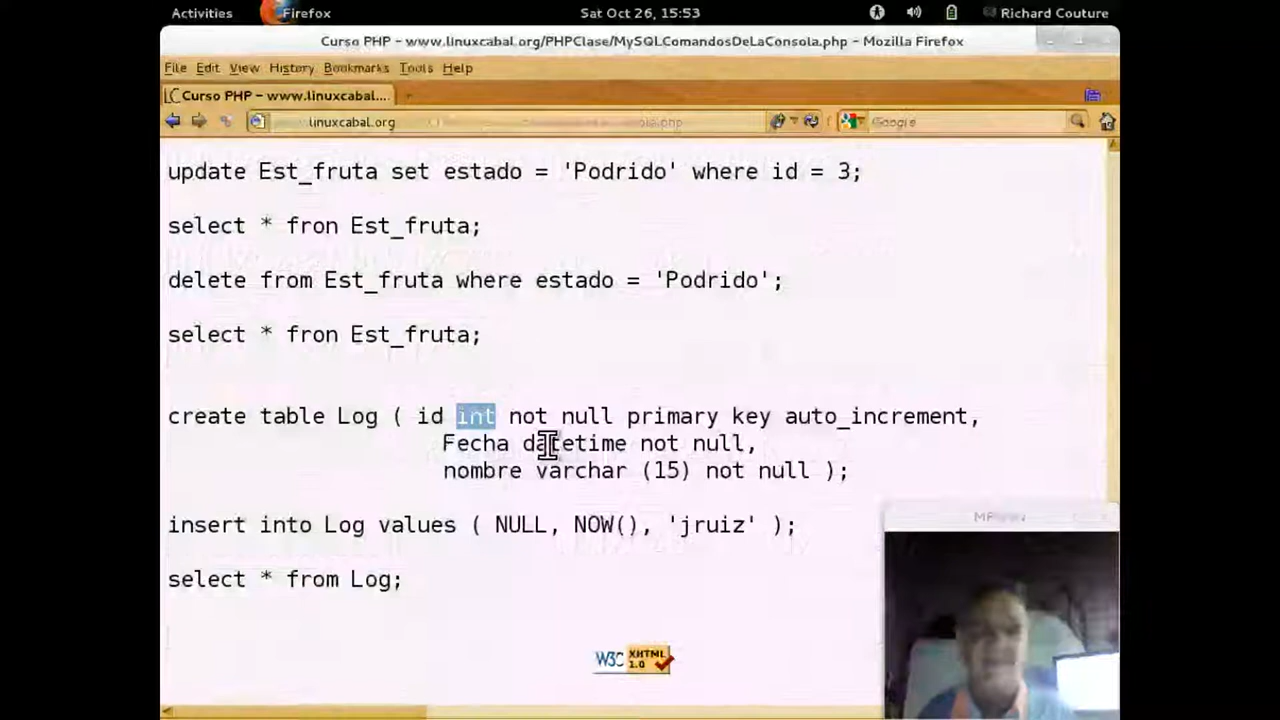 Activities Firefox Sat Oct 26, 15:53 Richard Couture
Curso PHP - www.linuxcabal.org/PHPClase/MySQLComandosDeLaConsola.php - Mozilla Firefox
File Edit View History Bookmarks Tools Help
Curso PHP - www.linuxcabal....
linuxcabal.org Google
update Est_fruta set estado = 'Podrido' where id = 3;
select * fron Est_fruta;
delete from Est_fruta where estado = 'Podrido';
select * fron Est_fruta;
create table Log ( id int not null primary key auto_increment,
Fecha datetime not null,
nombre varchar (15) not null );
insert into Log values ( NULL, NOW(), 'jruiz' );
select * from Log;
W3C XHTML
1.0